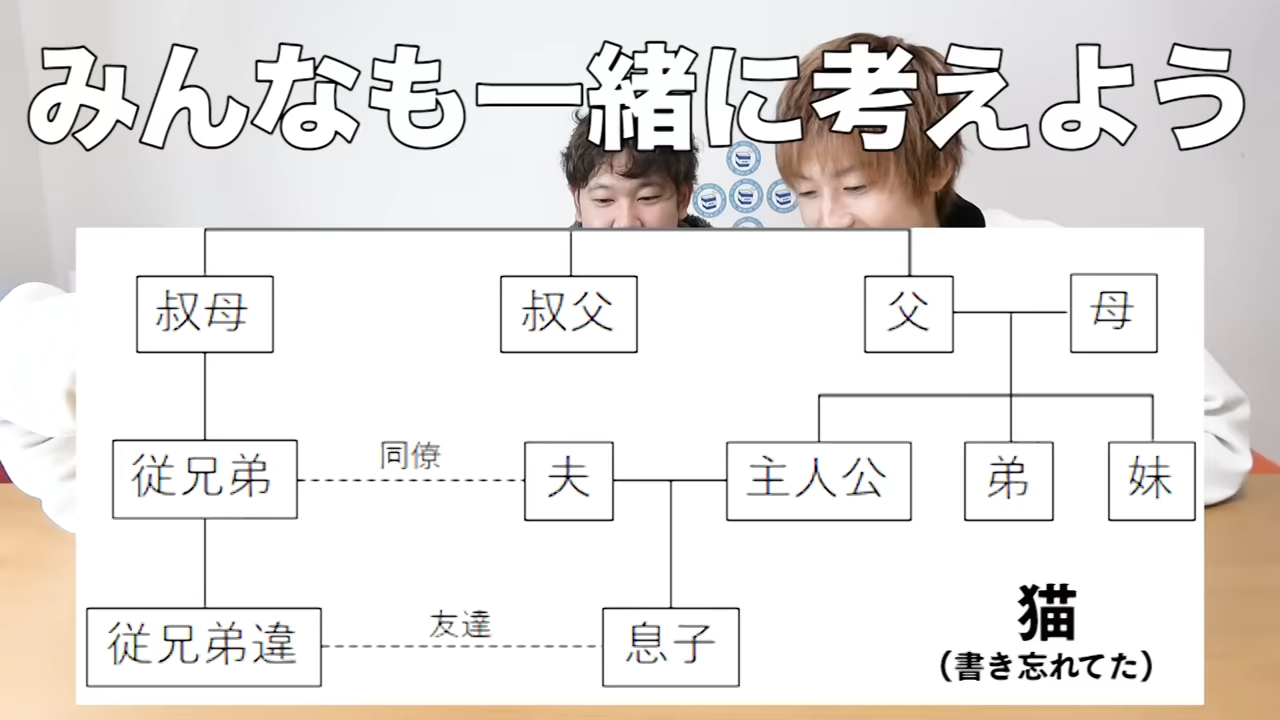 みんなも一緒に考えよう
叔母 叔父 父 母
同僚
従兄弟 夫 主人公 弟 妹
友達
従兄弟違 息子
猫
(書き忘れてた)